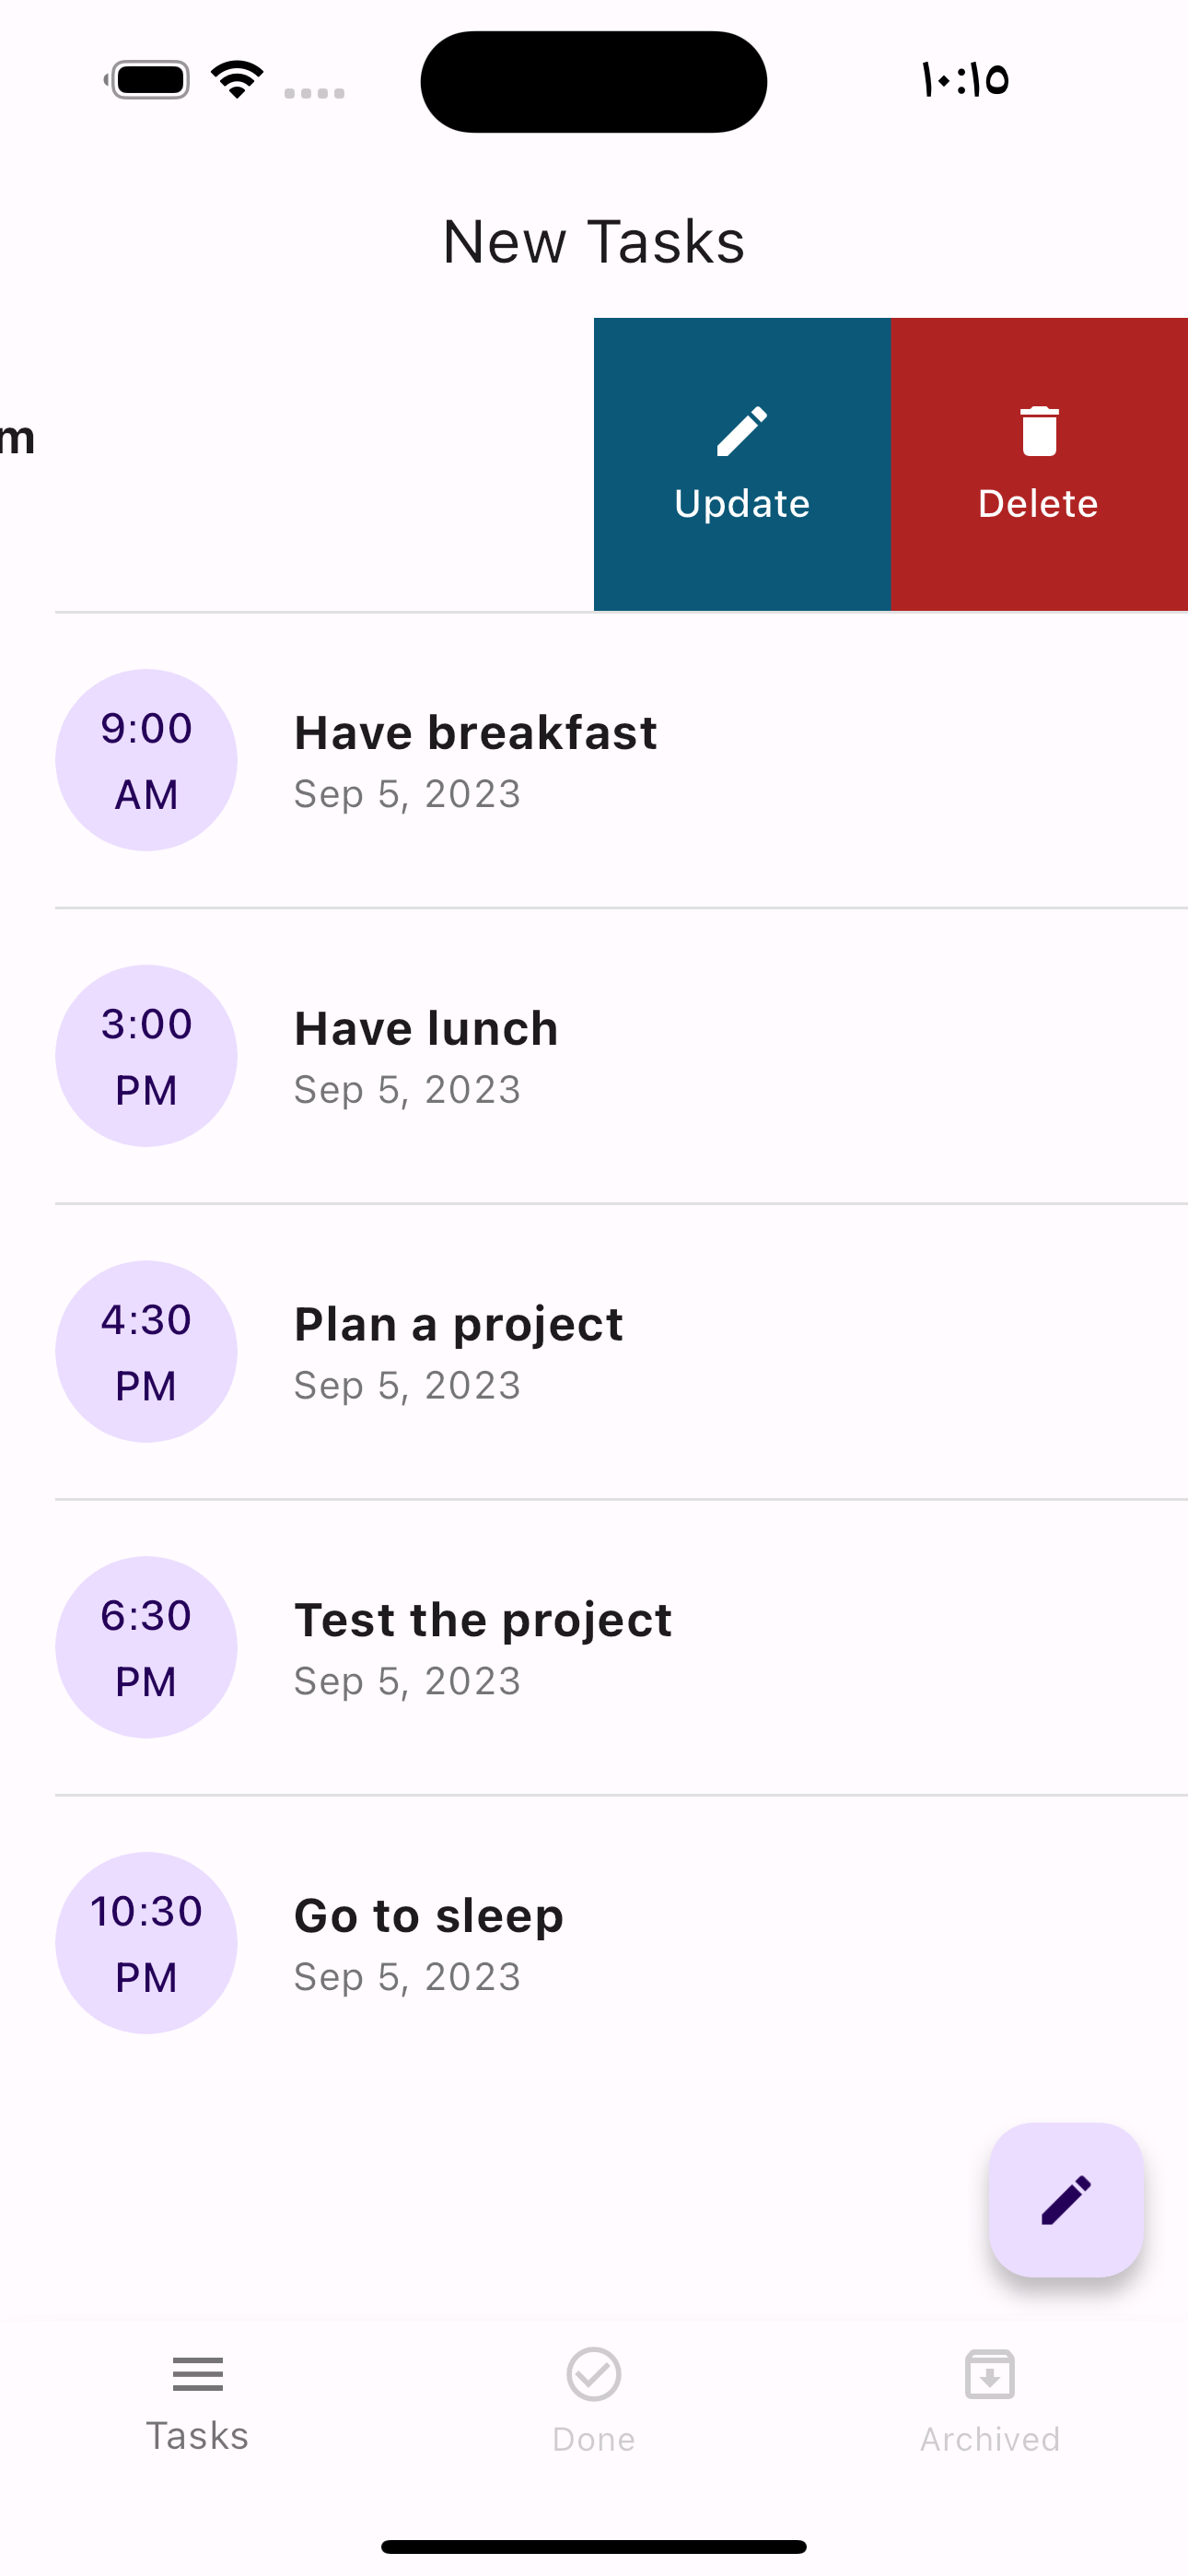 ١٠:١٥
New Tasks
m
Update
Delete
9:00
AM
Have breakfast
Sep 5, 2023
3:00
PM
Have lunch
Sep 5, 2023
4:30
PM
Plan a project
Sep 5, 2023
6:30
PM
Test the project
Sep 5, 2023
10:30
PM
Go to sleep
Sep 5, 2023
Tasks
Done
Archived